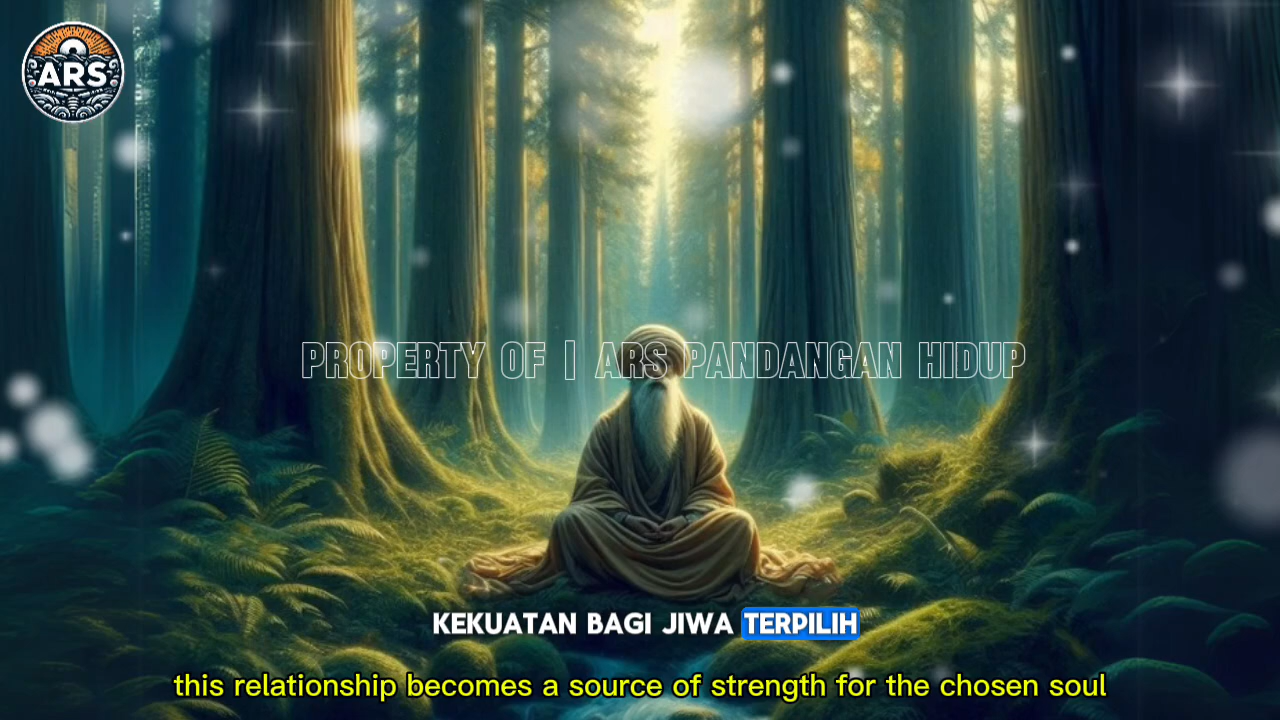 ARS
PROPERTY OF | ARS PANDANGAN HIDUP
KEKUATAN BAGI JIWA TERPILIH
this relationship becomes a source of strength for the chosen soul